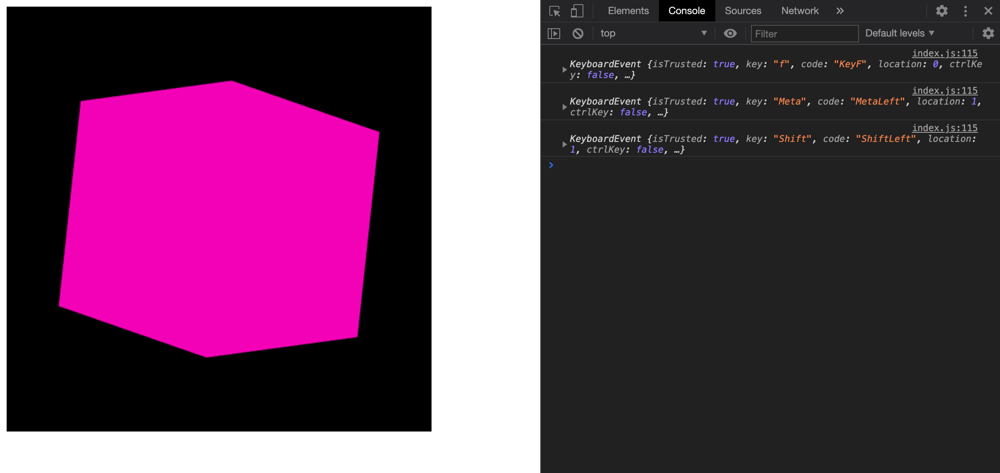 Elements Console Sources Network
top Filter Default levels
index.js:115
KeyboardEvent {isTrusted: true, key: "f", code: "KeyF", location: 0, ctrlKe
y: false, …}
index.js:115
KeyboardEvent {isTrusted: true, key: "Meta", code: "MetaLeft", location: 1,
ctrlKey: false, …}
index.js:115
KeyboardEvent {isTrusted: true, key: "Shift", code: "ShiftLeft", location:
1, ctrlKey: false, …}